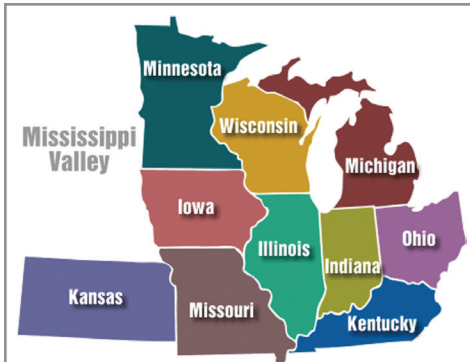 Minnesota
Mississippi
Valley
Wisconsin
Michigan
Iowa
Illinois
Indiana
Ohio
Kansas
Missouri
Kentucky